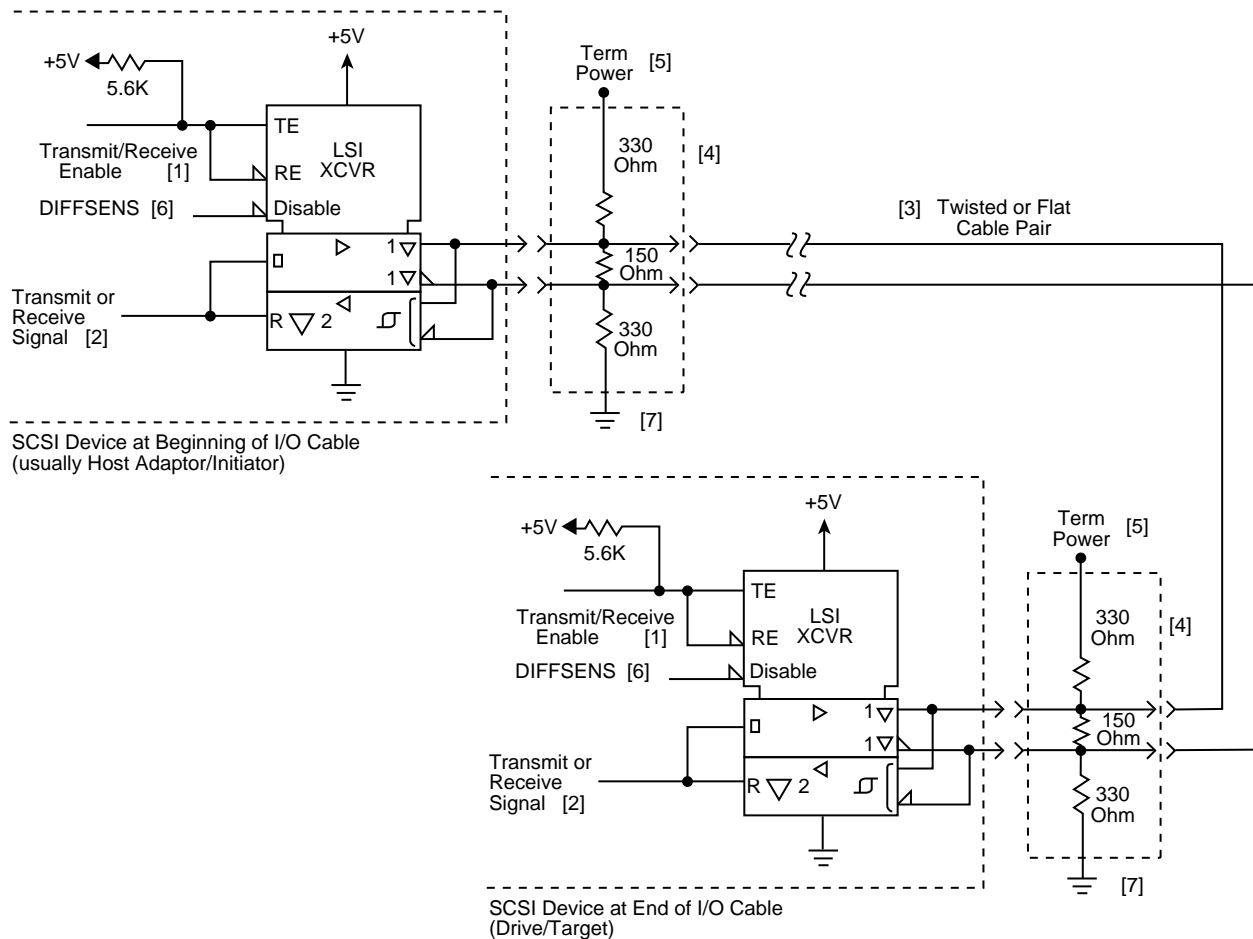 +5V
+5V
5.6K
Term
Power [5]
TE
LSI
XCVR
Transmit/Receive
Enable [1]
RE
DIFFSENS [6]
Disable
330
Ohm
[4]
[3] Twisted or Flat
Cable Pair
1
1
150
Ohm
Transmit or
Receive
Signal [2]
R
2
330
Ohm
[7]
SCSI Device at Beginning of I/O Cable
(usually Host Adaptor/Initiator)
+5V
+5V
5.6K
Term
Power [5]
TE
LSI
XCVR
Transmit/Receive
Enable [1]
RE
DIFFSENS [6]
Disable
330
Ohm
[4]
1
1
150
Ohm
Transmit or
Receive
Signal [2]
R
2
330
Ohm
[7]
SCSI Device at End of I/O Cable
(Drive/Target)